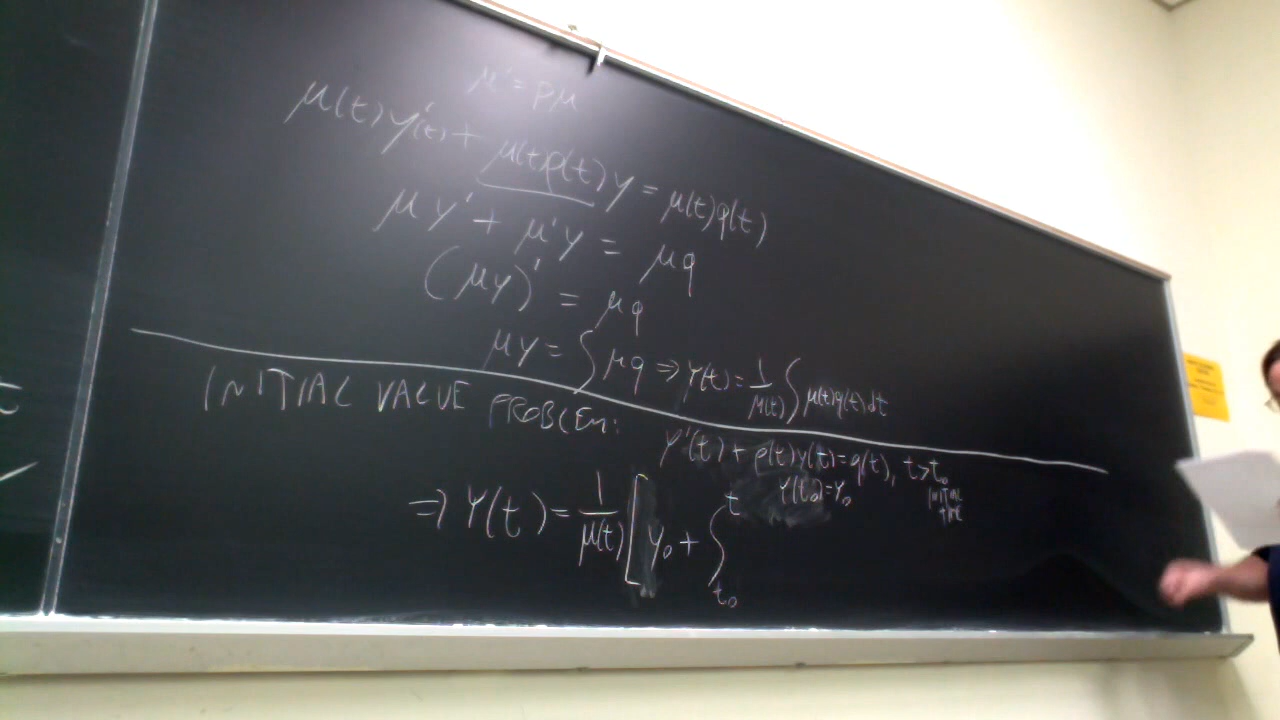 μ' = pμ
μ(t)y'(t) + μ(t)p(t)y = μ(t)q(t)
μy' + μ'y = μq
(μy)' = μq
μy = ∫μq ⇒ y(t) = 1/μ(t) ∫μ(t)q(t)dt
INITIAL VALUE PROBLEM:
y'(t) + p(t)y(t) = q(t), t > t₀
y(t₀) = y₀
INITIAL
⇒ y(t) = 1/μ(t) [y₀ + ∫_{t₀}^{t}